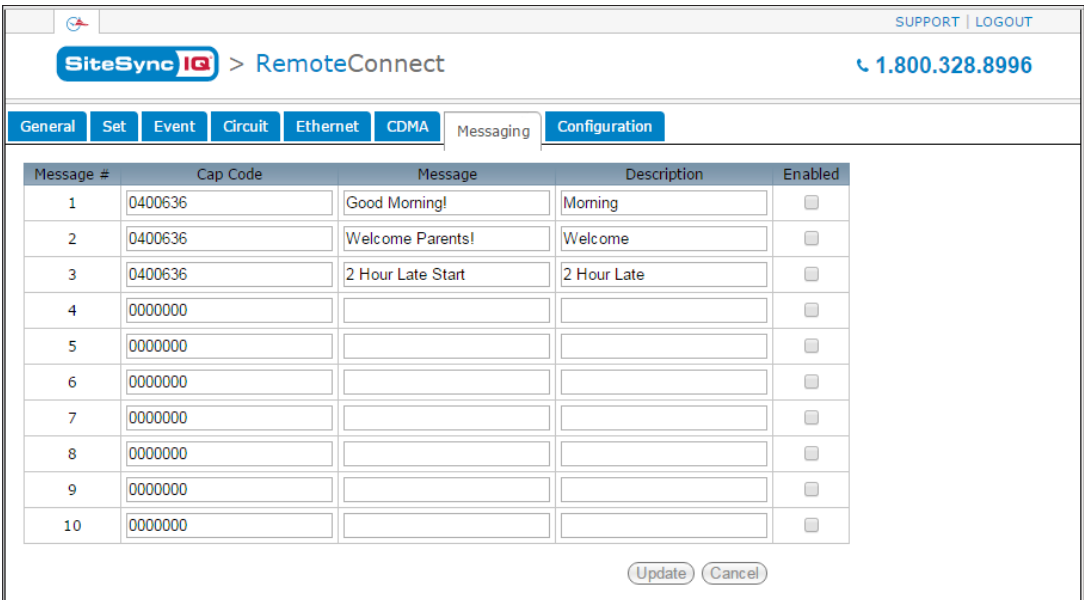 SUPPORT | LOGOUT
SiteSync IQ > RemoteConnect
1.800.328.8996
General Set Event Circuit Ethernet CDMA Messaging Configuration
Message # Cap Code Message Description Enabled
1 0400636 Good Morning! Morning
2 0400636 Welcome Parents! Welcome
3 0400636 2 Hour Late Start 2 Hour Late
4 0000000
5 0000000
6 0000000
7 0000000
8 0000000
9 0000000
10 0000000
Update Cancel